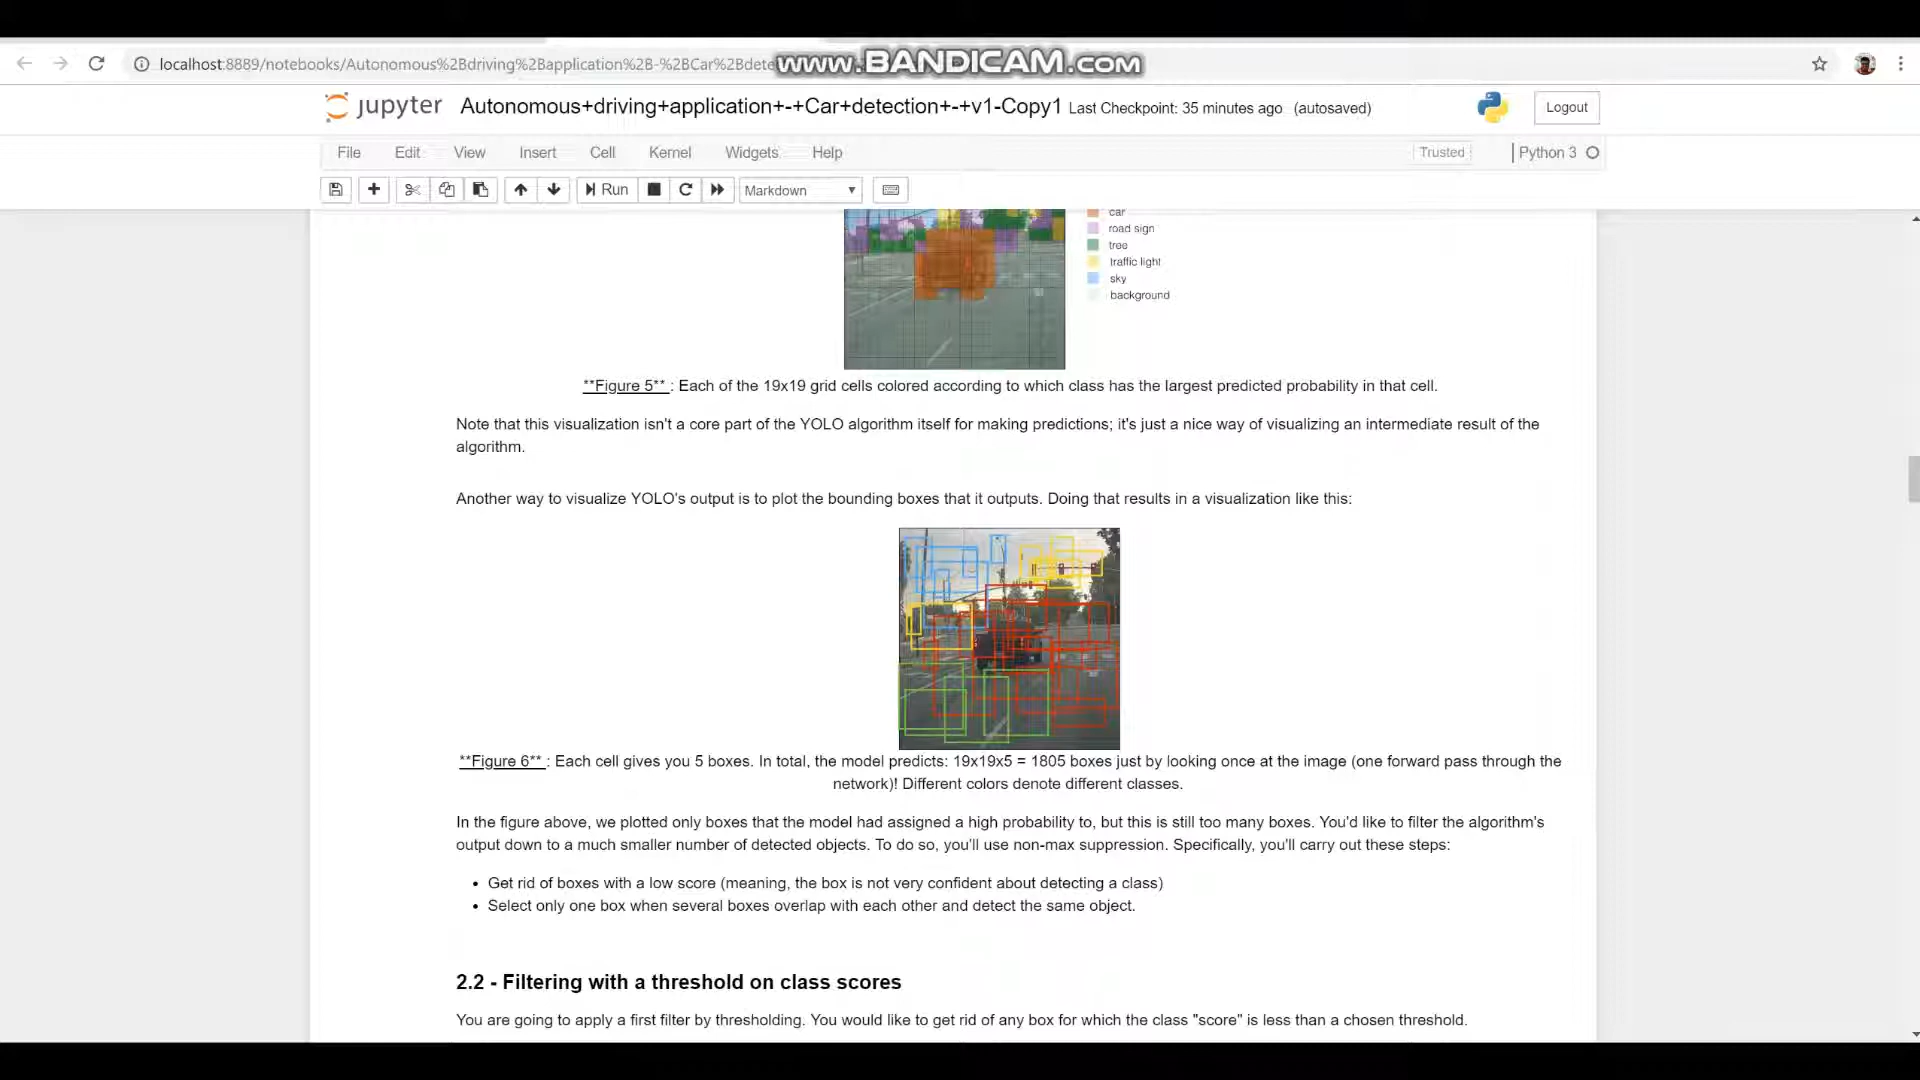 localhost:8889/notebooks/Autonomous%2Bdriving%2Bapplication%2B-%2BCar%2Bdete
www.BANDICAM.com
jupyter Autonomous+driving+application+-+Car+detection+-+v1-Copy1 Last Checkpoint: 35 minutes ago (autosaved) Logout
File Edit View Insert Cell Kernel Widgets Help Trusted Python 3
Run Markdown
car
road sign
tree
traffic light
sky
background
**Figure 5** : Each of the 19x19 grid cells colored according to which class has the largest predicted probability in that cell.
Note that this visualization isn't a core part of the YOLO algorithm itself for making predictions; it's just a nice way of visualizing an intermediate result of the
algorithm.
Another way to visualize YOLO's output is to plot the bounding boxes that it outputs. Doing that results in a visualization like this:
**Figure 6** : Each cell gives you 5 boxes. In total, the model predicts: 19x19x5 = 1805 boxes just by looking once at the image (one forward pass through the
network)! Different colors denote different classes.
In the figure above, we plotted only boxes that the model had assigned a high probability to, but this is still too many boxes. You'd like to filter the algorithm's
output down to a much smaller number of detected objects. To do so, you'll use non-max suppression. Specifically, you'll carry out these steps:
• Get rid of boxes with a low score (meaning, the box is not very confident about detecting a class)
• Select only one box when several boxes overlap with each other and detect the same object.
2.2 - Filtering with a threshold on class scores
You are going to apply a first filter by thresholding. You would like to get rid of any box for which the class "score" is less than a chosen threshold.